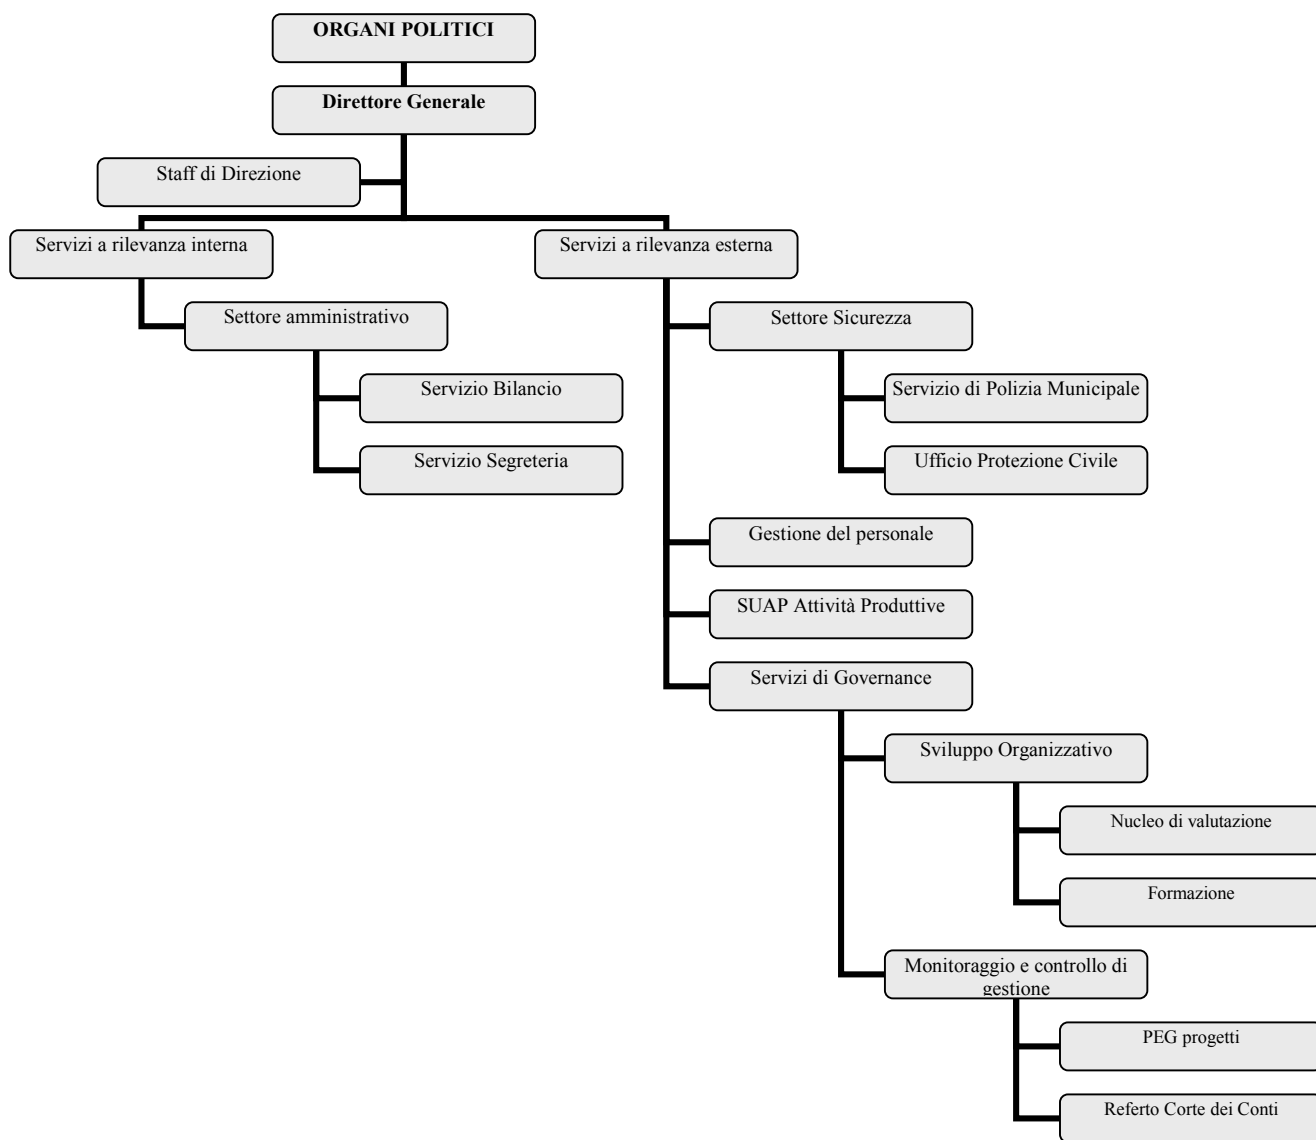 ORGANI POLITICI
Direttore Generale
Staff di Direzione
Servizi a rilevanza interna
Servizi a rilevanza esterna
Settore amministrativo
Settore Sicurezza
Servizio Bilancio
Servizio di Polizia Municipale
Servizio Segreteria
Ufficio Protezione Civile
Gestione del personale
SUAP Attività Produttive
Servizi di Governance
Sviluppo Organizzativo
Nucleo di valutazione
Formazione
Monitoraggio e controllo di
gestione
PEG progetti
Referto Corte dei Conti